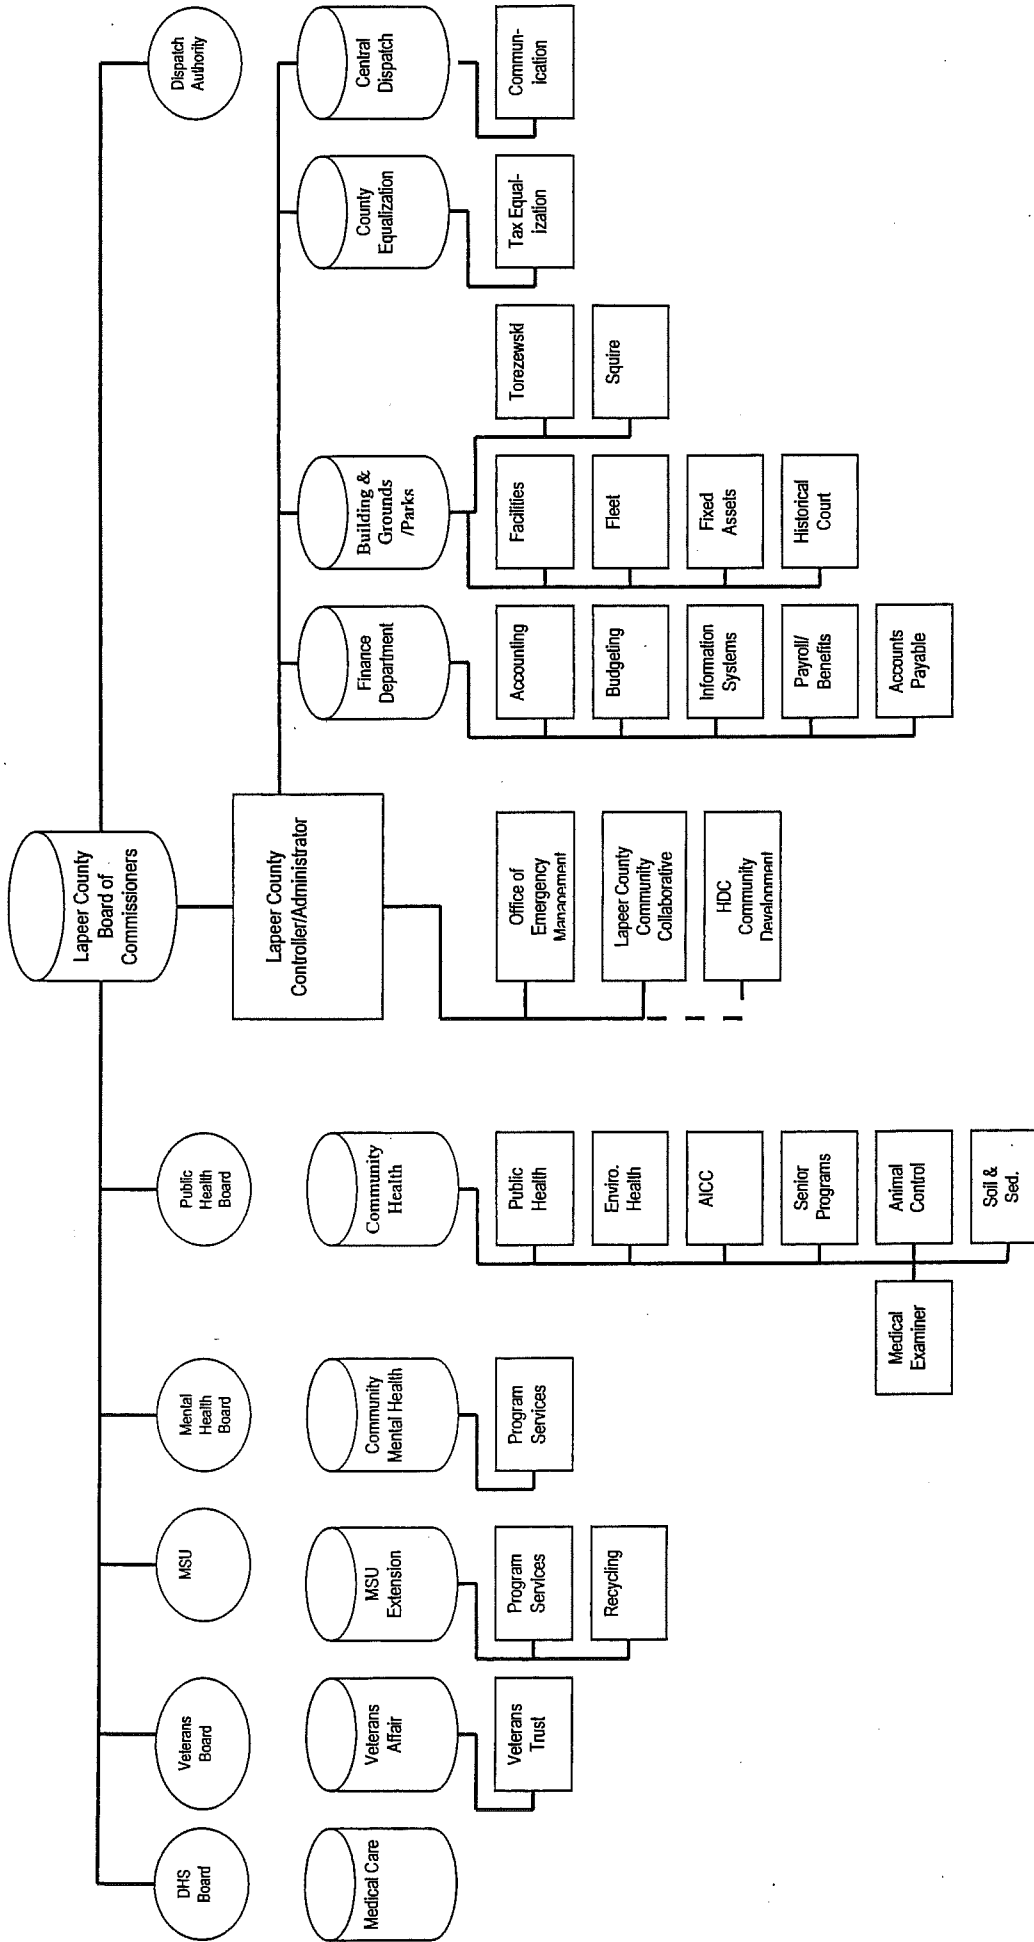 Lapeer County
Board of
Commissioners
DHS
Board
Veterans
Board
MSU
Mental
Health
Board
Public
Health
Board
Dispatch
Authority
Lapeer County
Controller/Administrator
Medical Care
Veterans
Affair
Veterans
Trust
MSU
Extension
Program
Services
Recycling
Community
Mental Health
Program
Services
Community
Health
Public
Health
Enviro.
Health
AICC
Senior
Programs
Medical
Examiner
Animal
Control
Soil &
Sed.
Office of
Emergency
Management
Lapeer County
Community
Collaborative
HDC
Community
Development
Finance
Department
Accounting
Budgeting
Information
Systems
Payroll/
Benefits
Accounts
Payable
Building &
Grounds
/Parks
Facilities
Fleet
Fixed
Assets
Historical
Court
Torezewski
Squire
County
Equalization
Tax Equal-
ization
Central
Dispatch
Commun-
ication